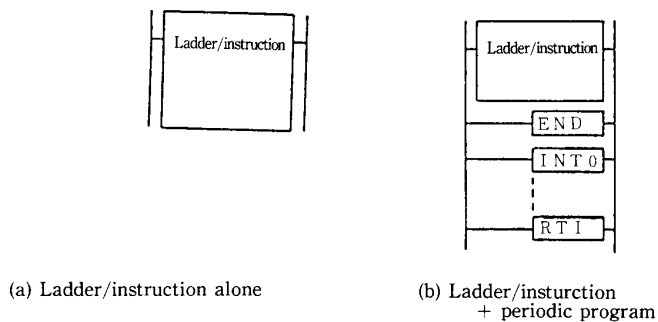 Ladder/instruction
Ladder/instruction
END
INT0
RTI
(a) Ladder/instruction alone
(b) Ladder/insturction
+ periodic program